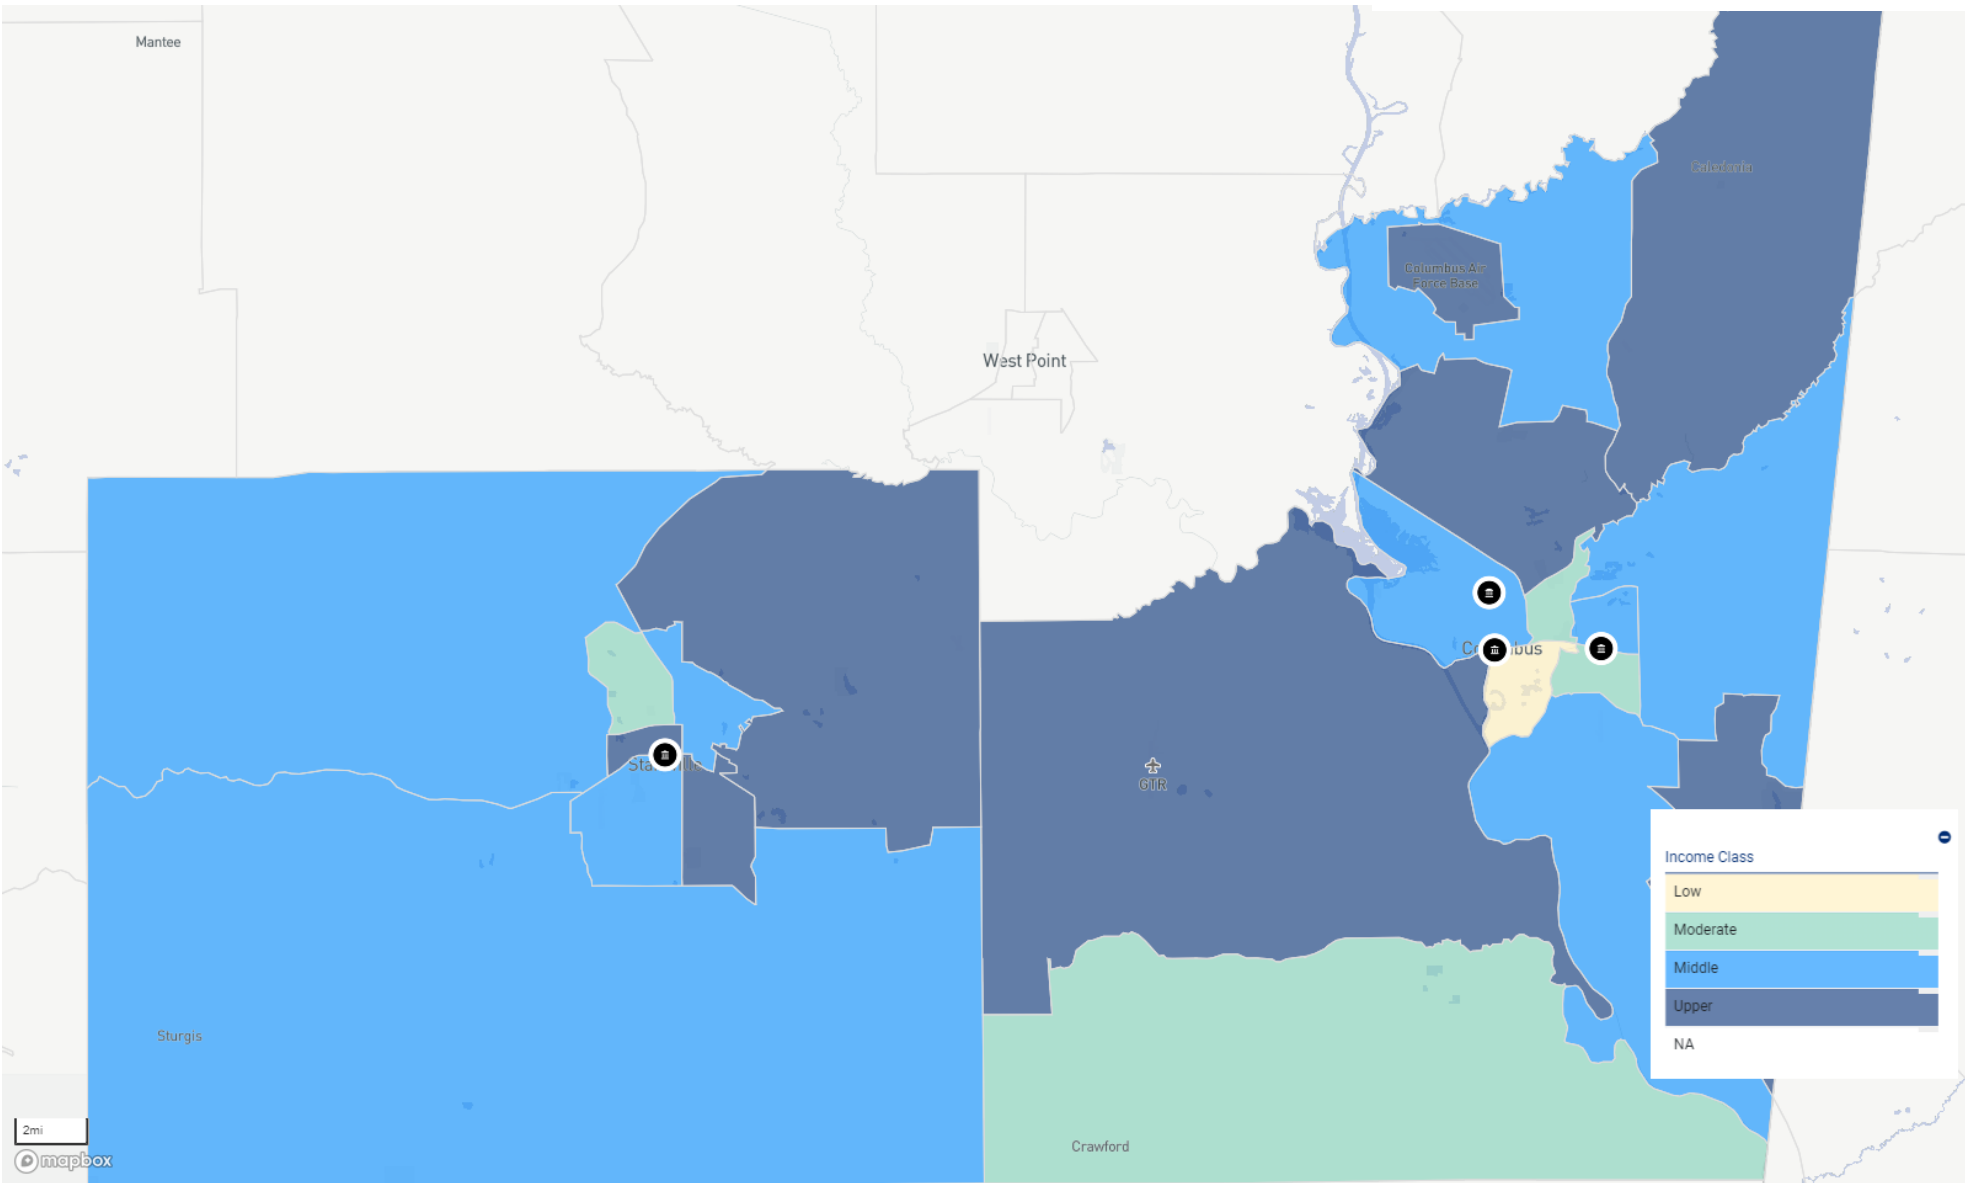 Mantee
Caledonia
Columbus Air
Force Base
West Point
GTR
Sturgis
Crawford
2mi
mapbox
Income Class
Low
Moderate
Middle
Upper
NA